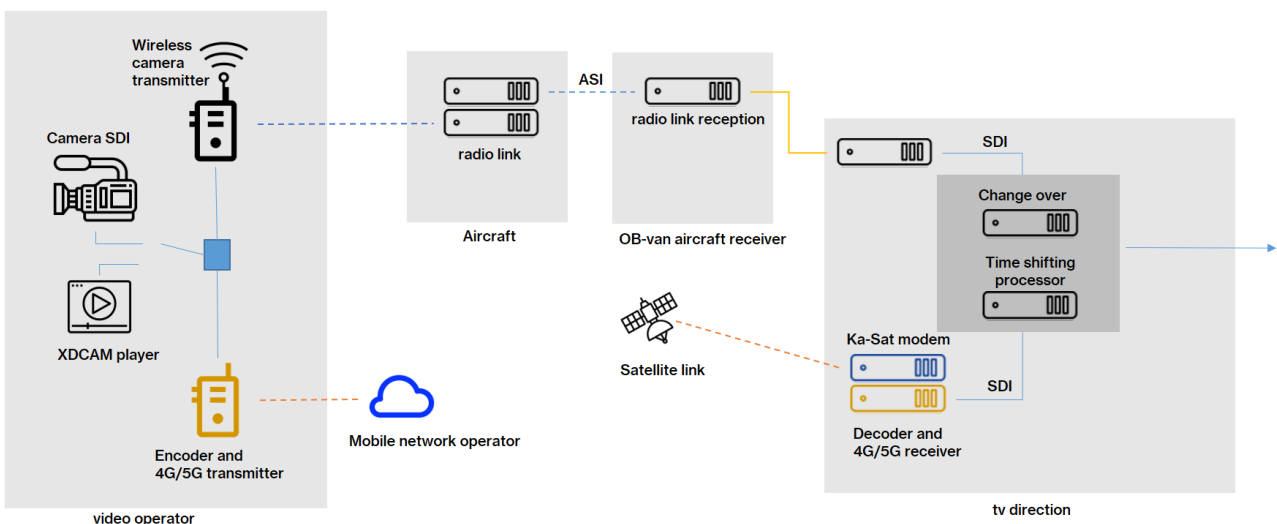 Wireless
camera
transmitter
Camera SDI
XDCAM player
Encoder and
4G/5G transmitter
video operator
Mobile network operator
radio link
Aircraft
ASI
radio link reception
OB-van aircraft receiver
Satellite link
SDI
Change over
Time shifting
processor
Ka-Sat modem
SDI
Decoder and
4G/5G receiver
tv direction